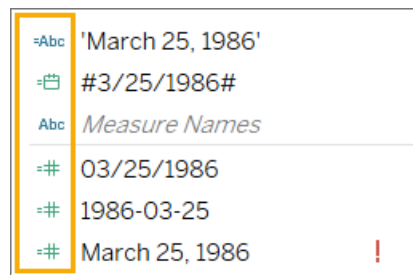 =Abc 'March 25, 1986'
#3/25/1986#
Abc Measure Names
=# 03/25/1986
=# 1986-03-25
=# March 25, 1986 !